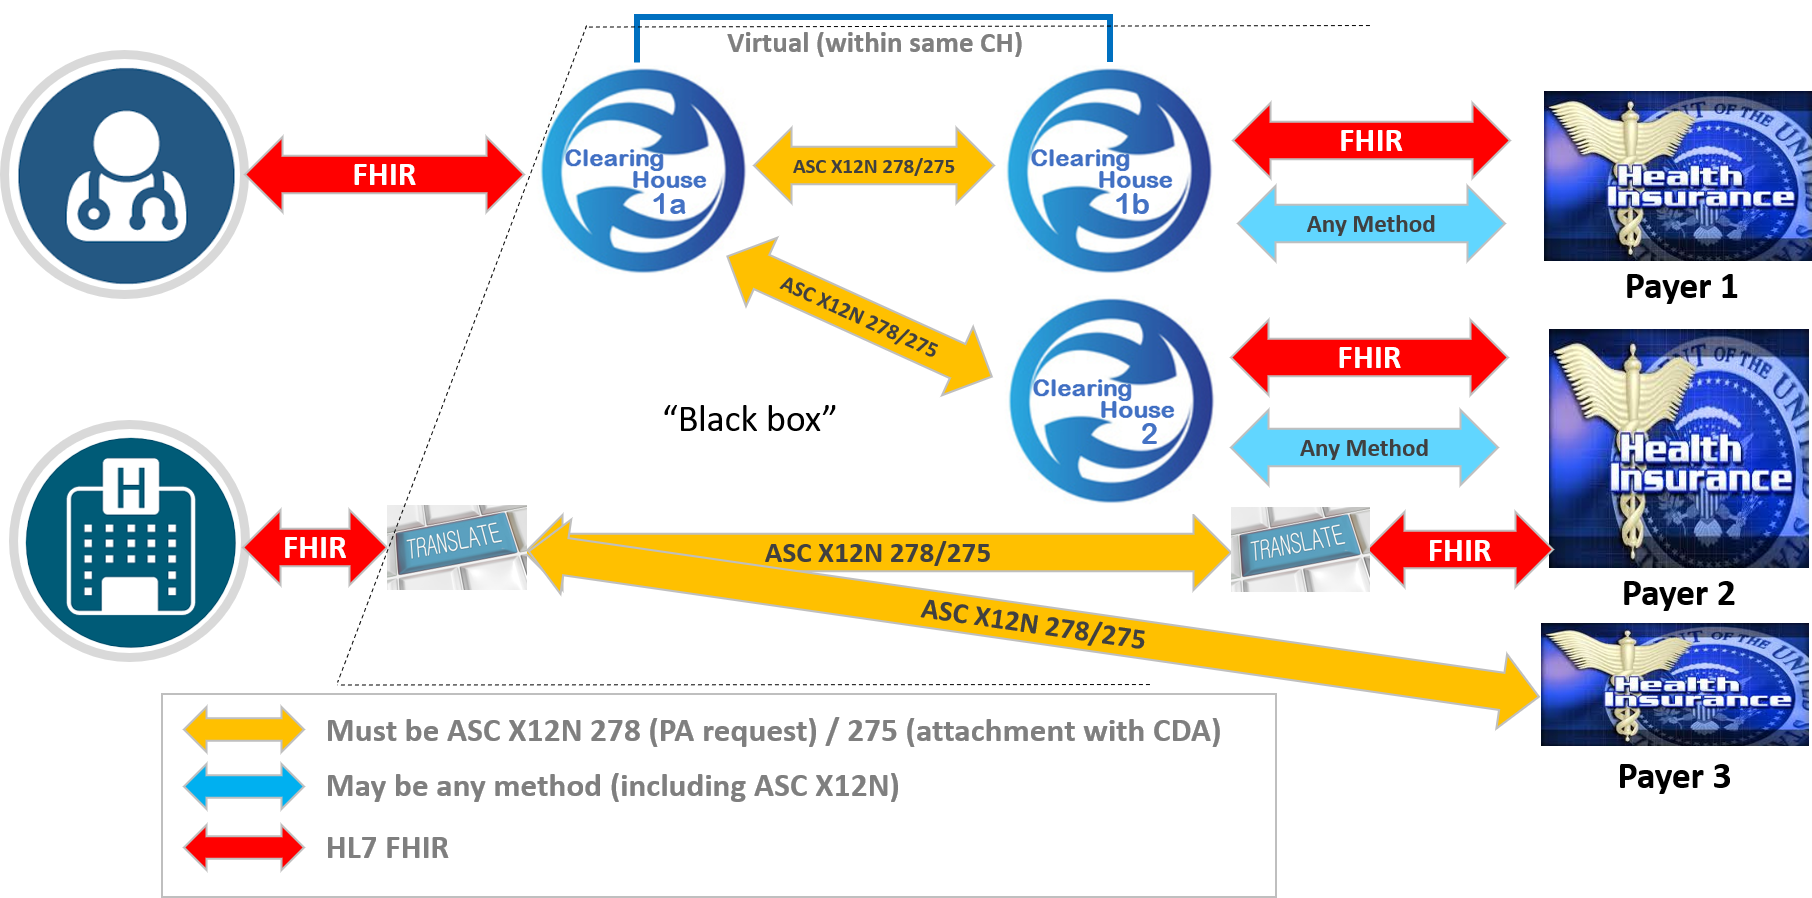 Virtual (within same CH)
FHIR
Clearing
House
1a
ASC X12N 278/275
Clearing
House
1b
FHIR
Any Method
Health
Insurance
Payer 1
ASC X12N 278/275
Clearing
House
2
FHIR
Any Method
"Black box"
Health
Insurance
Payer 2
H
FHIR
TRANSLATE
ASC X12N 278/275
TRANSLATE
FHIR
ASC X12N 278/275
Health
Insurance
Payer 3
Must be ASC X12N 278 (PA request) / 275 (attachment with CDA)
May be any method (including ASC X12N)
HL7 FHIR